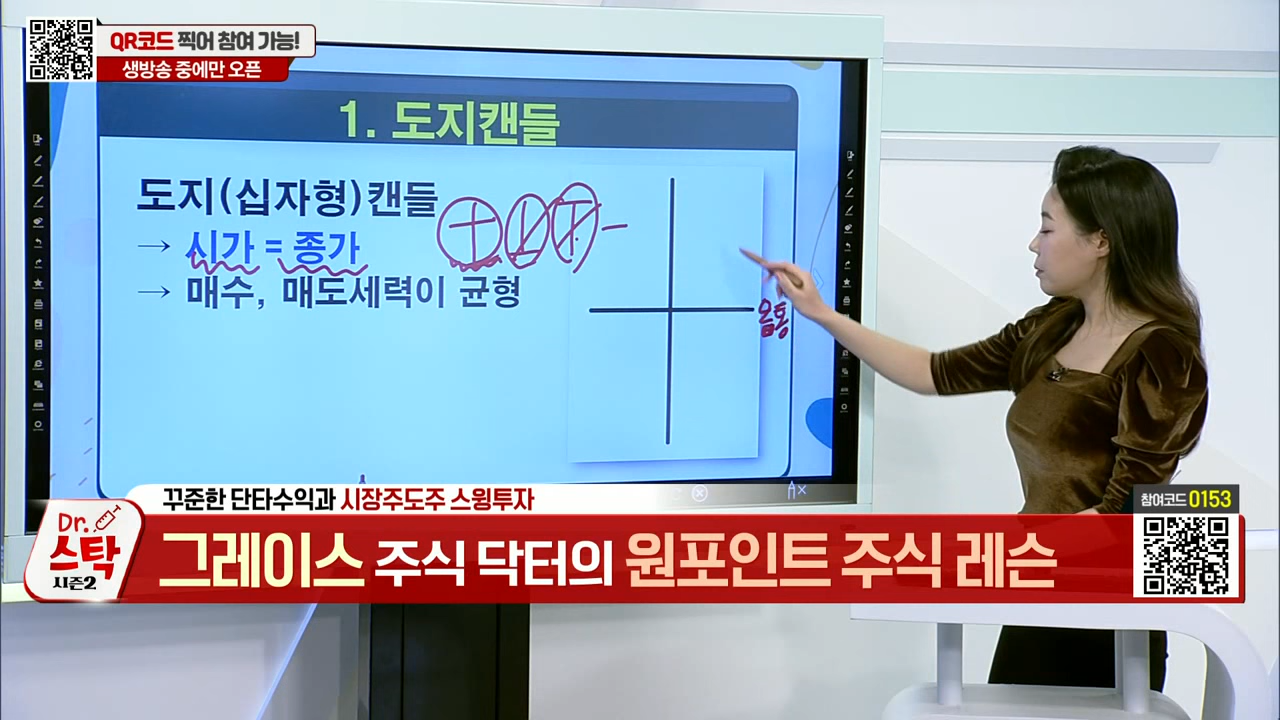 QR코드 찍어 참여 가능!
생방송 중에만 오픈
1. 도지캔들
도지(십자형)캔들
→ 시가 = 종가
→ 매수, 매도세력이 균형
음통
꾸준한 단타수익과 시장주도주 스윙투자
Dr.
스탁
시즌2
그레이스 주식 닥터의 원포인트 주식 레슨
참여코드 0153